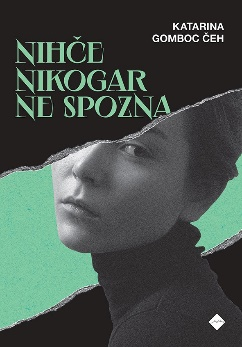 KATARINA
GOMBOC ČEH
NIHČE
NIKOGAR
NE SPOZNA